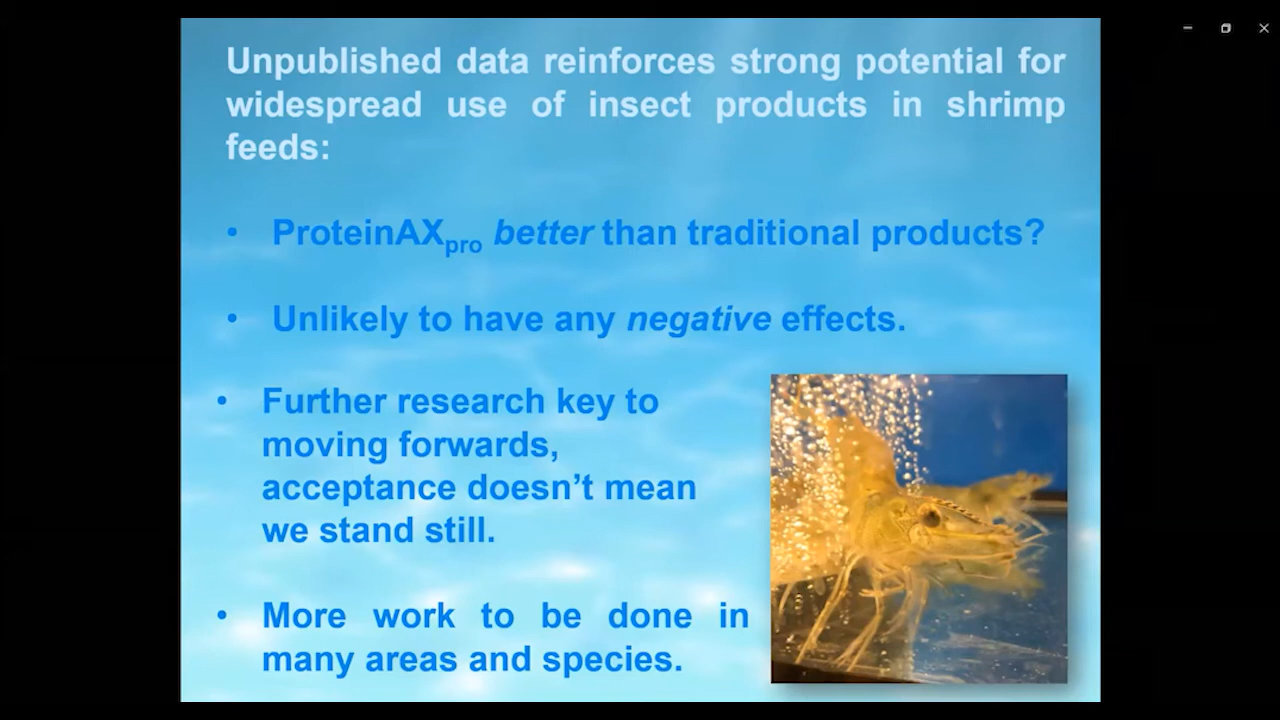 Unpublished data reinforces strong potential for
widespread use of insect products in shrimp
feeds:
• ProteinAXpro better than traditional products?
• Unlikely to have any negative effects.
• Further research key to
moving forwards,
acceptance doesn’t mean
we stand still.
• More work to be done in
many areas and species.